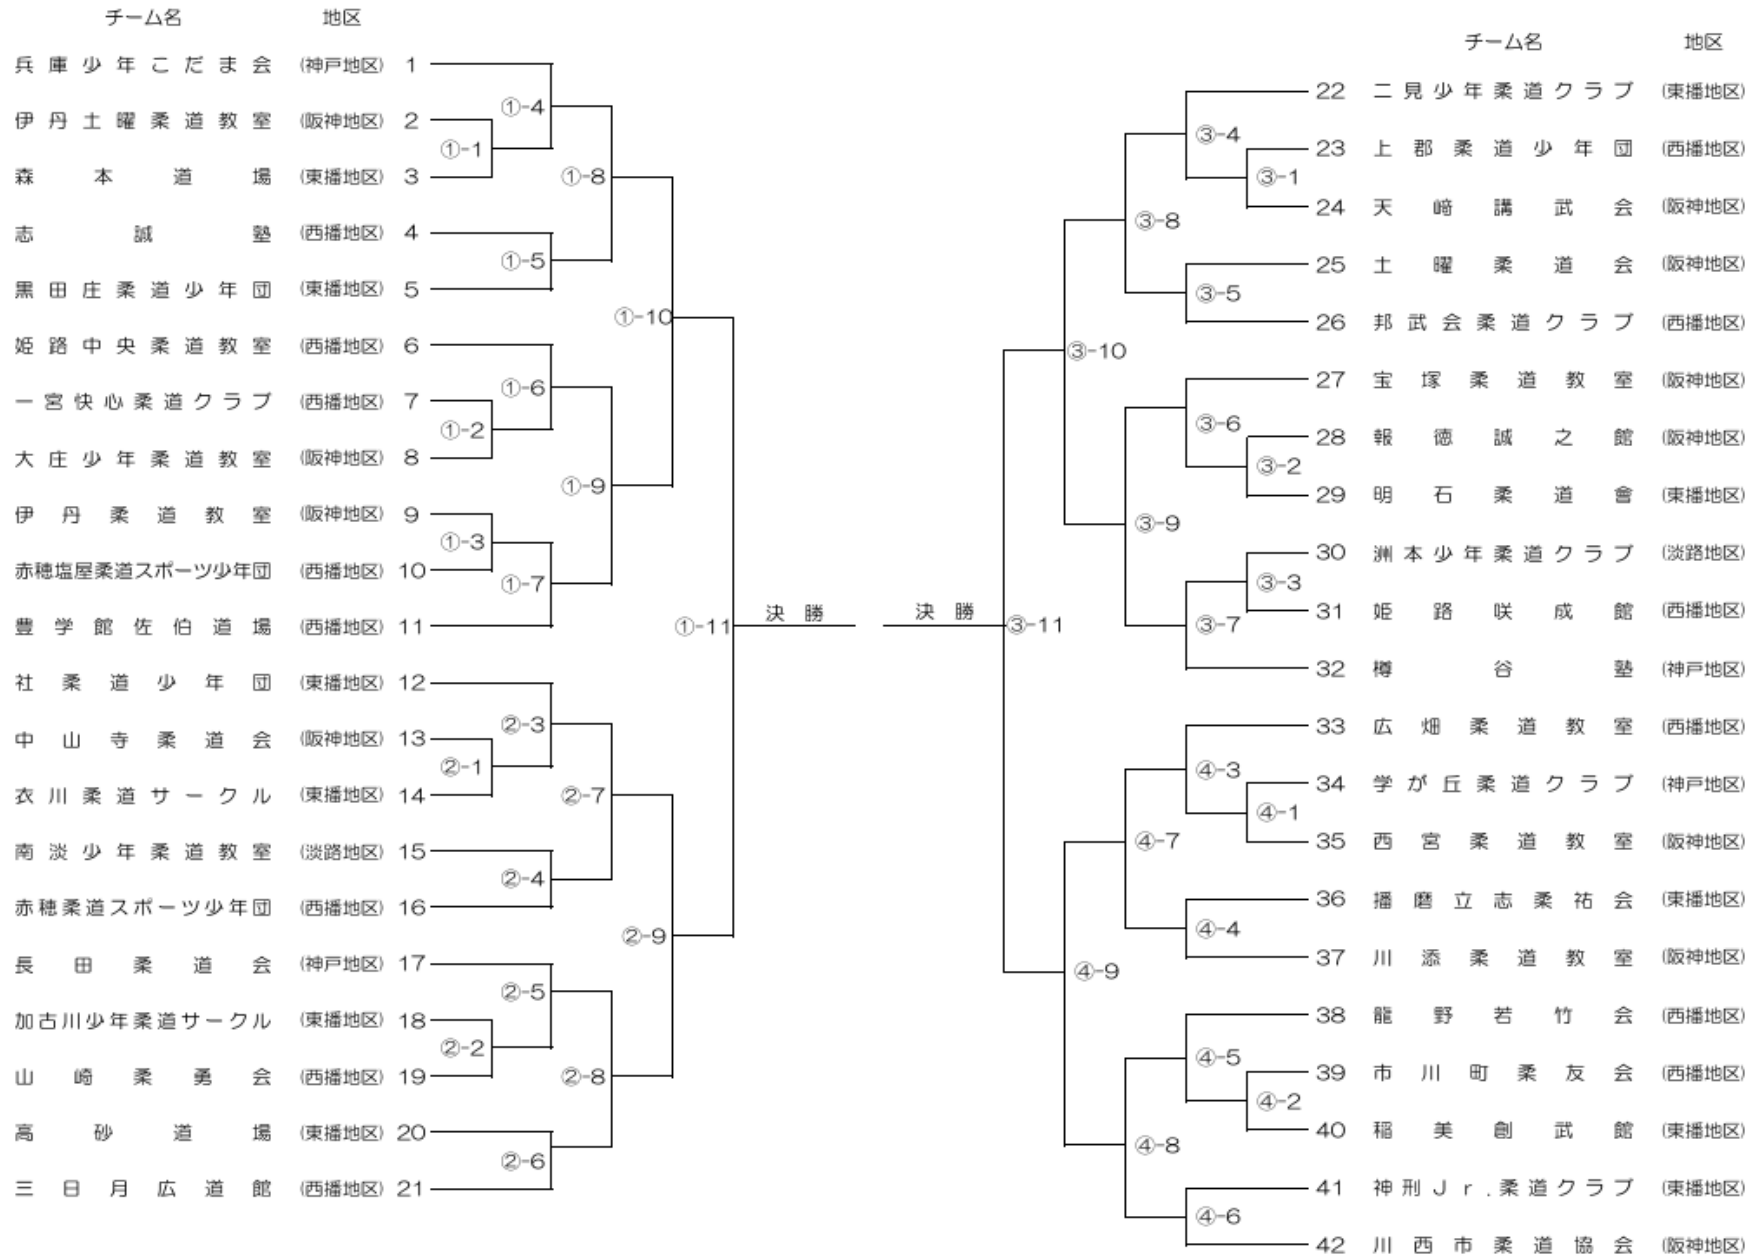 チーム名 地区
兵庫少年こだま会 (神戸地区) 1
①-4
伊丹土曜柔道教室 (阪神地区) 2
①-1
森本道場 (東播地区) 3
①-8
志誠塾 (西播地区) 4
①-5
黒田庄柔道少年団 (東播地区) 5
①-10
姫路中央柔道教室 (西播地区) 6
①-6
一宮快心柔道クラブ (西播地区) 7
①-2
大庄少年柔道教室 (阪神地区) 8
①-9
伊丹柔道教室 (阪神地区) 9
①-3
赤穂塩屋柔道スポーツ少年団 (西播地区) 10
①-7
豊学館佐伯道場 (西播地区) 11
①-11
決勝
社柔道少年団 (東播地区) 12
②-3
中山寺柔道会 (阪神地区) 13
②-1
衣川柔道サークル (東播地区) 14
②-7
南淡少年柔道教室 (淡路地区) 15
②-4
赤穂柔道スポーツ少年団 (西播地区) 16
②-9
長田柔道会 (神戸地区) 17
②-5
加古川少年柔道サークル (東播地区) 18
②-2
山崎柔勇会 (西播地区) 19
②-8
高砂道場 (東播地区) 20
②-6
三日月広道館 (西播地区) 21
チーム名 地区
22 二見少年柔道クラブ (東播地区)
③-4
23 上郡柔道少年団 (西播地区)
③-1
24 天崎講武会 (阪神地区)
③-8
25 土曜柔道会 (阪神地区)
③-5
26 邦武会柔道クラブ (西播地区)
③-10
27 宝塚柔道教室 (阪神地区)
③-6
28 報徳誠之館 (阪神地区)
③-2
29 明石柔道會 (東播地区)
③-9
30 洲本少年柔道クラブ (淡路地区)
③-3
31 姫路咲成館 (西播地区)
③-7
決勝
③-11
32 樽谷塾 (神戸地区)
33 広畑柔道教室 (西播地区)
④-3
34 学が丘柔道クラブ (神戸地区)
④-1
35 西宮柔道教室 (阪神地区)
④-7
36 播磨立志柔祐会 (東播地区)
④-4
37 川添柔道教室 (阪神地区)
④-9
38 龍野若竹会 (西播地区)
④-5
39 市川町柔友会 (西播地区)
④-2
40 稲美創武館 (東播地区)
④-8
41 神刑Jr.柔道クラブ (東播地区)
④-6
42 川西市柔道協会 (阪神地区)